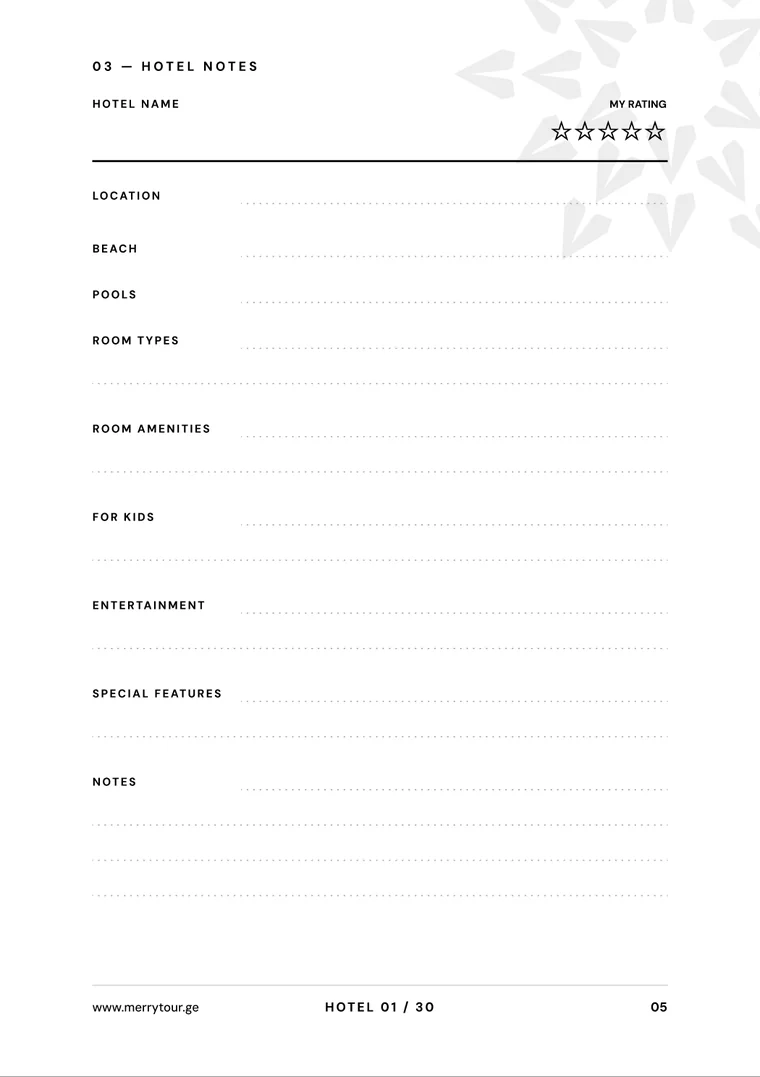 03 — HOTEL NOTES
HOTEL NAME
MY RATING
LOCATION
BEACH
POOLS
ROOM TYPES
ROOM AMENITIES
FOR KIDS
ENTERTAINMENT
SPECIAL FEATURES
NOTES
www.merrytour.ge
HOTEL 01 / 30
05